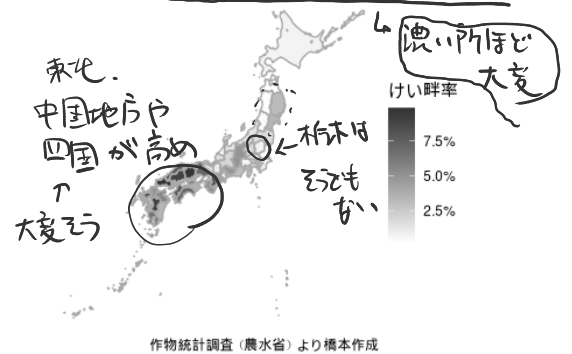 濃い所ほど
大変
けい畔率
7.5%
5.0%
2.5%
東北.
中国地方や
四国が高め
↑
大変そう
←栃木は
そうでも
ない
作物統計調査（農水省）より橋本作成